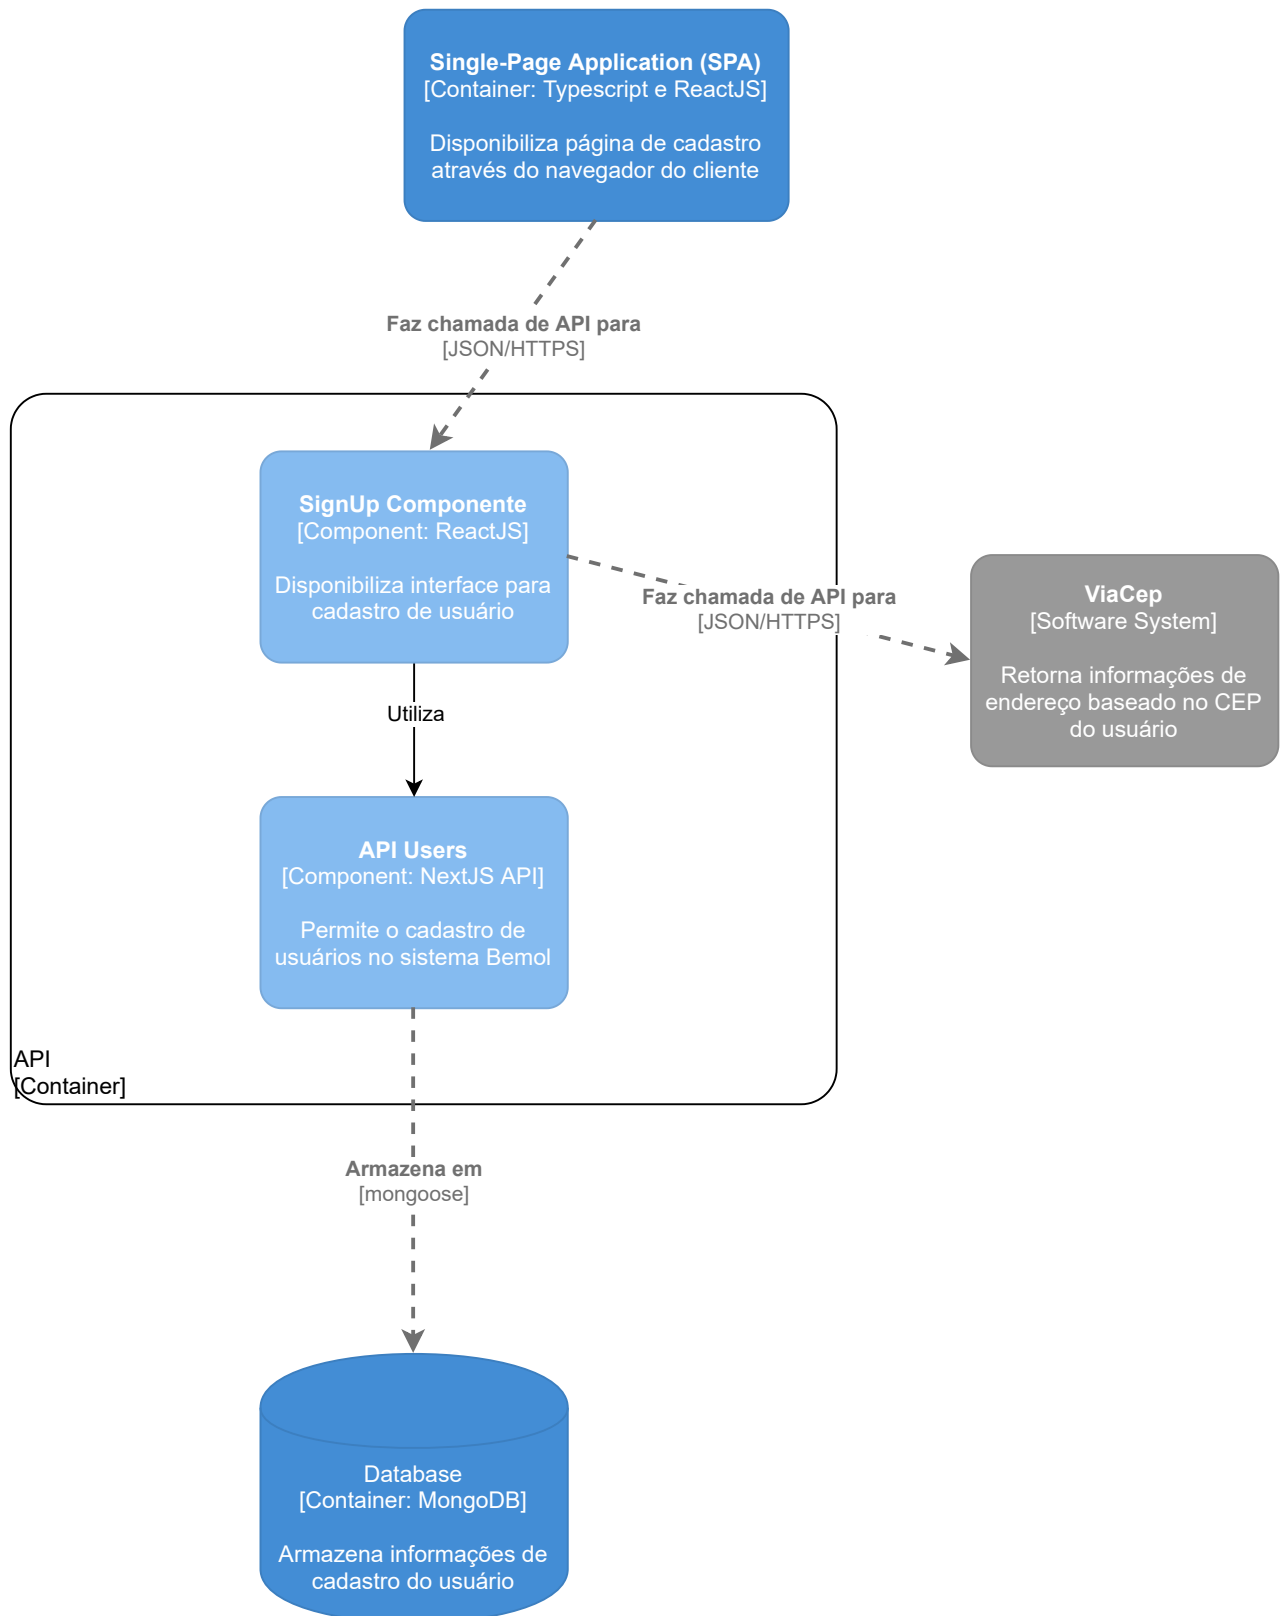 Single-Page Application (SPA)
[Container: Typescript e ReactJS]
Disponibiliza página de cadastro
através do navegador do cliente
Faz chamada de API para
[JSON/HTTPS]
SignUp Componente
[Component: ReactJS]
Disponibiliza interface para
cadastro de usuário
Faz chamada de API para
[JSON/HTTPS]
ViaCep
[Software System]
Retorna informações de
endereço baseado no CEP
do usuário
Utiliza
API Users
[Component: NextJS API]
Permite o cadastro de
usuários no sistema Bemol
API
[Container]
Armazena em
[mongoose]
Database
[Container: MongoDB]
Armazena informações de
cadastro do usuário